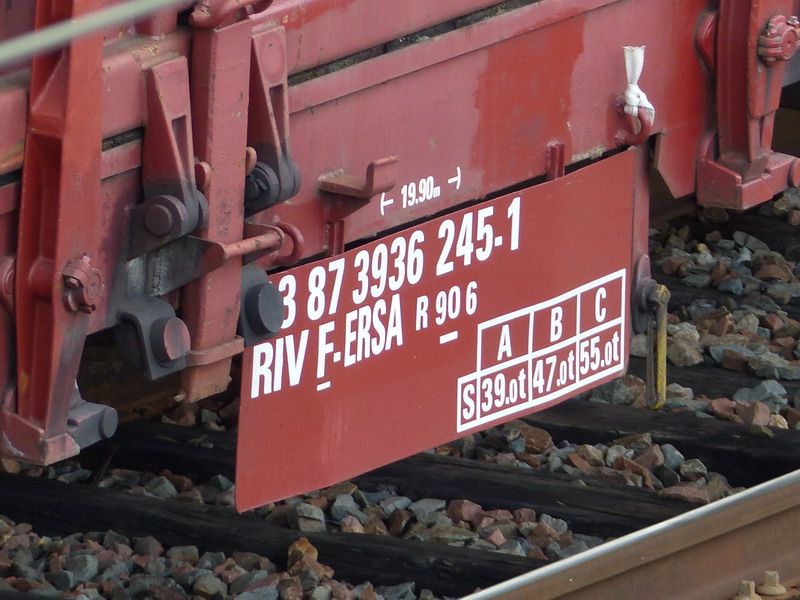 19.90m
3 87 3936 245-1
RIV F-ERSA R 90 6
A B C
S 39.0t 47.0t 55.0t